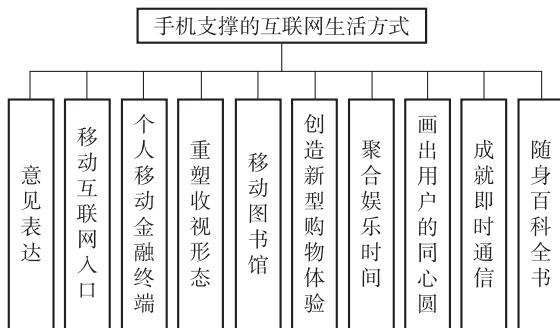 手机支撑的互联网生活方式
意见表达
移动互联网入口
个人移动金融终端
重塑收视形态
移动图书馆
创造新型购物体验
聚合娱乐时间
画出用户的同心圆
成就即时通信
随身百科全书